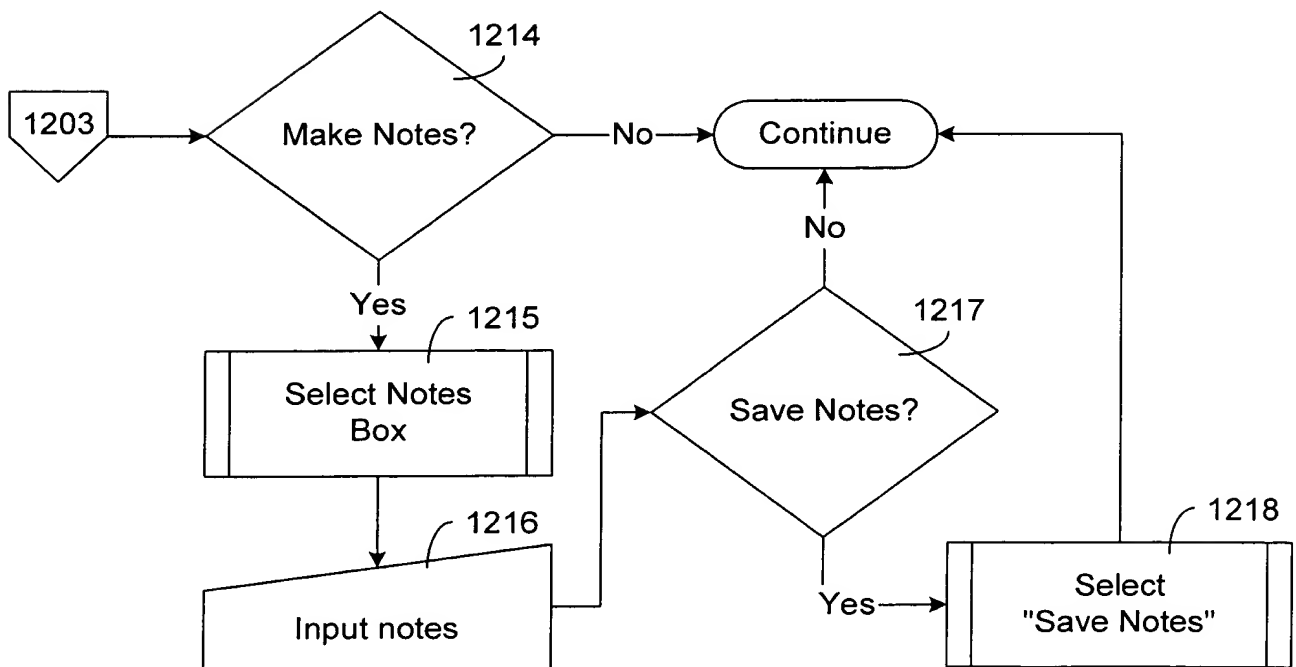 1214
1203
Make Notes?
No
Continue
No
Yes
1215
1217
Select Notes
Box
Save Notes?
1216
1218
Input notes
Yes
Select
"Save Notes"